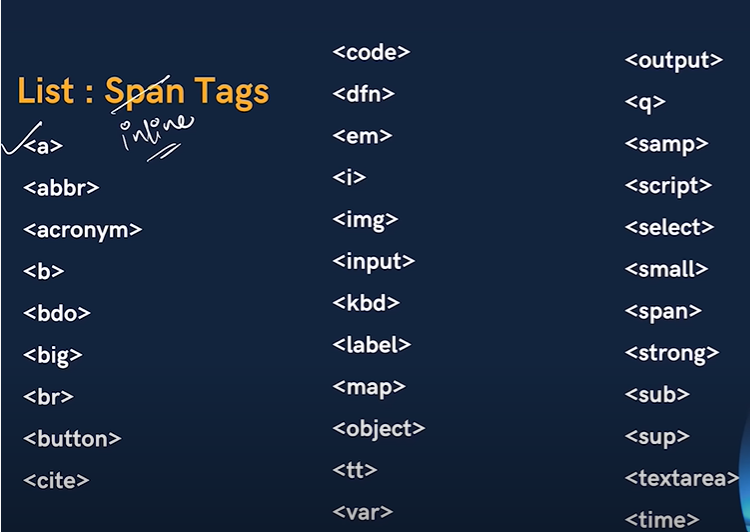 List : Span Tags
inline
<a>
<abbr>
<acronym>
<b>
<bdo>
<big>
<br>
<button>
<cite>
<code>
<dfn>
<em>
<i>
<img>
<input>
<kbd>
<label>
<map>
<object>
<tt>
<var>
<output>
<q>
<samp>
<script>
<select>
<small>
<span>
<strong>
<sub>
<sup>
<textarea>
<time>